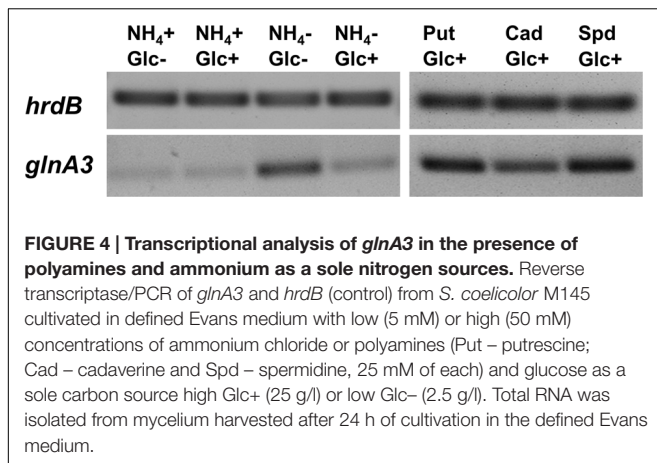 NH4+ NH4+ NH4- NH4- Put Cad Spd
Glc- Glc+ Glc- Glc+ Glc+ Glc+ Glc+
hrdB
glnA3
FIGURE 4 | Transcriptional analysis of glnA3 in the presence of
polyamines and ammonium as a sole nitrogen sources. Reverse
transcriptase/PCR of glnA3 and hrdB (control) from S. coelicolor M145
cultivated in defined Evans medium with low (5 mM) or high (50 mM)
concentrations of ammonium chloride or polyamines (Put – putrescine;
Cad – cadaverine and Spd – spermidine, 25 mM of each) and glucose as a
sole carbon source high Glc+ (25 g/l) or low Glc– (2.5 g/l). Total RNA was
isolated from mycelium harvested after 24 h of cultivation in the defined Evans
medium.